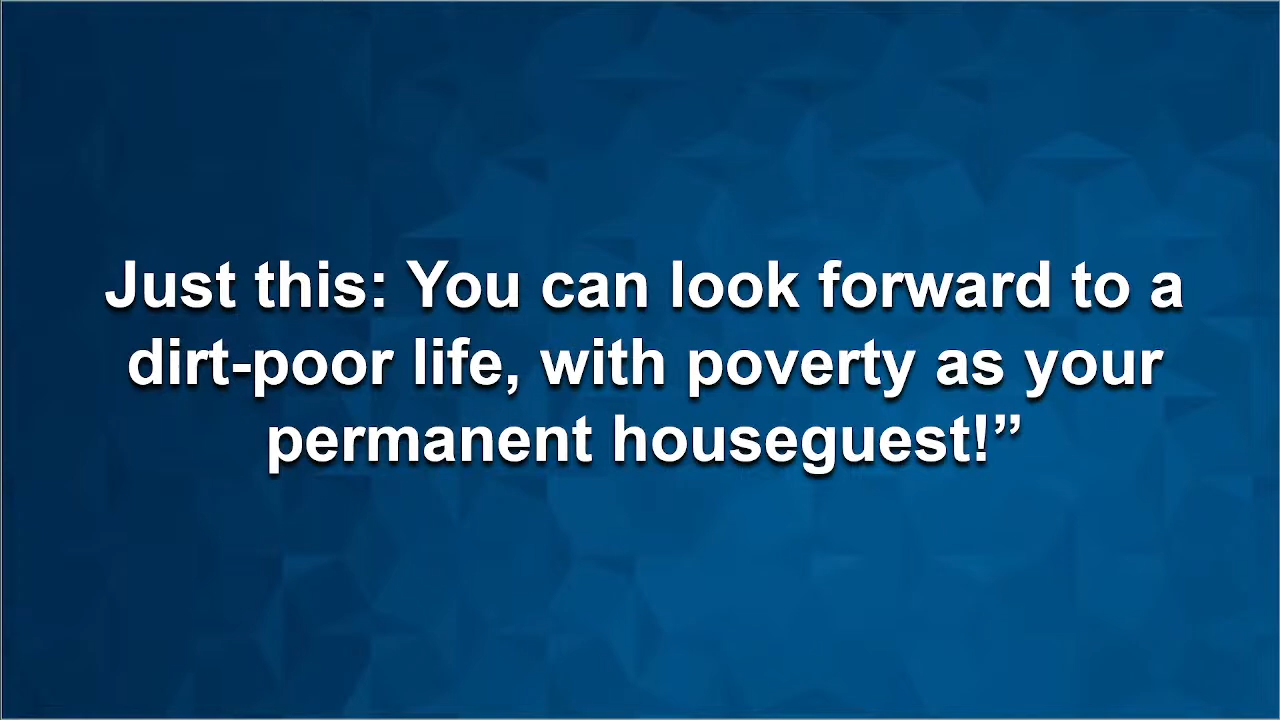 Just this: You can look forward to a
dirt-poor life, with poverty as your
permanent houseguest!”